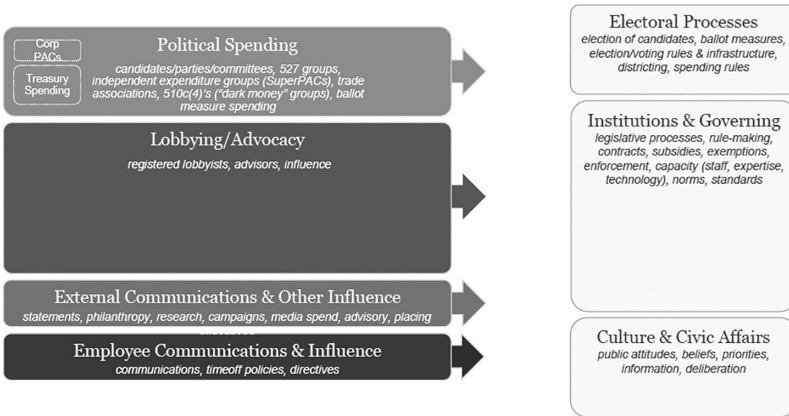 Corp
PACs
Treasury
Spending
Political Spending
candidates/parties/committees, 527 groups,
independent expenditure groups (SuperPACs), trade
associations, 510c(4)'s ("dark money" groups), ballot
measure spending
Lobbying/Advocacy
registered lobbyists, advisors, influence
External Communications & Other Influence
statements, philanthropy, research, campaigns, media spend, advisory, placing
Employee Communications & Influence
communications, timeoff policies, directives
Electoral Processes
election of candidates, ballot measures,
election/voting rules & infrastructure,
districting, spending rules
Institutions & Governing
legislative processes, rule-making,
contracts, subsidies, exemptions,
enforcement, capacity (staff, expertise,
technology), norms, standards
Culture & Civic Affairs
public attitudes, beliefs, priorities,
information, deliberation